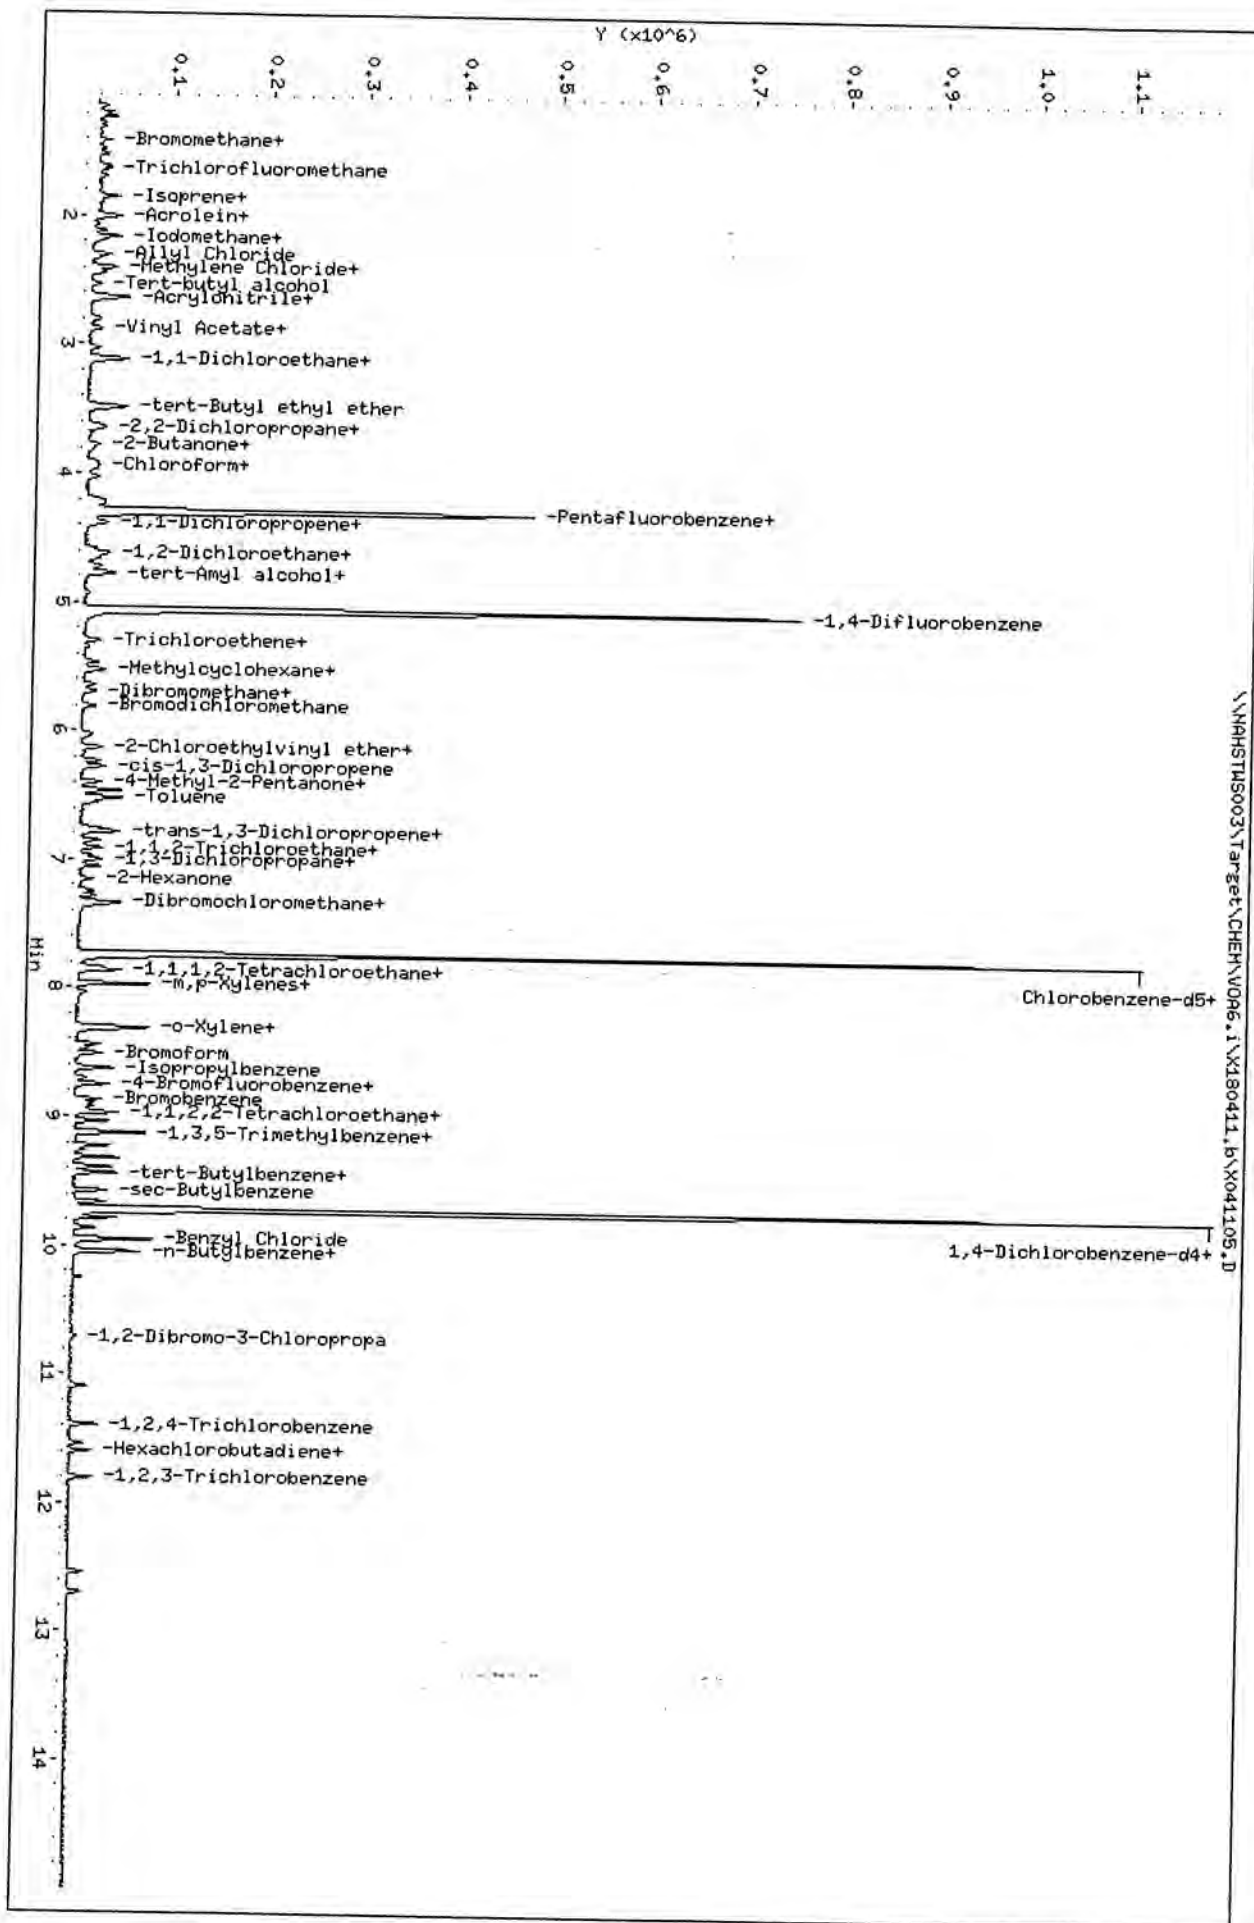 \\NAHSTWS003\Target\CHEM\VOA6.i\X180411.b\X041105.D
Y (x10^6)
0.1-
0.2-
0.3-
0.4-
0.5-
0.6-
0.7-
0.8-
0.9-
1.0-
1.1-
-Bromomethane+
-Trichlorofluoromethane
-Isoprene+
-Acrolein+
-Iodomethane+
-Allyl Chloride
-Methylene Chloride+
-Tert-butyl alcohol
-Acrylonitrile+
-Vinyl Acetate+
-1,1-Dichloroethane+
-tert-Butyl ethyl ether
-2,2-Dichloropropane+
-2-Butanone+
-Chloroform+
-Pentafluorobenzene+
-1,1-Dichloropropene+
-1,2-Dichloroethane+
-tert-Amyl alcohol+
-1,4-Difluorobenzene
-Trichloroethene+
-Methylcyclohexane+
-Dibromomethane+
-Bromodichloromethane
-2-Chloroethylvinyl ether+
-cis-1,3-Dichloropropene
-4-Methyl-2-Pentanone+
-Toluene
-trans-1,3-Dichloropropene+
-1,1,2-Trichloroethane+
-1,3-Dichloropropane+
-2-Hexanone
-Dibromochloromethane+
-1,1,1,2-Tetrachloroethane+
-m,p-Xylenes+
Chlorobenzene-d5+
-o-Xylene+
-Bromoform
-Isopropylbenzene
-4-Bromofluorobenzene+
-Bromobenzene
-1,1,2,2-Tetrachloroethane+
-1,3,5-Trimethylbenzene+
-tert-Butylbenzene+
-sec-Butylbenzene
-Benzyl Chloride
-n-Butylbenzene+
1,4-Dichlorobenzene-d4+
-1,2-Dibromo-3-Chloropropa
-1,2,4-Trichlorobenzene
-Hexachlorobutadiene+
-1,2,3-Trichlorobenzene
2
3
4
5
6
7
8
9
10
11
12
13
14
Min